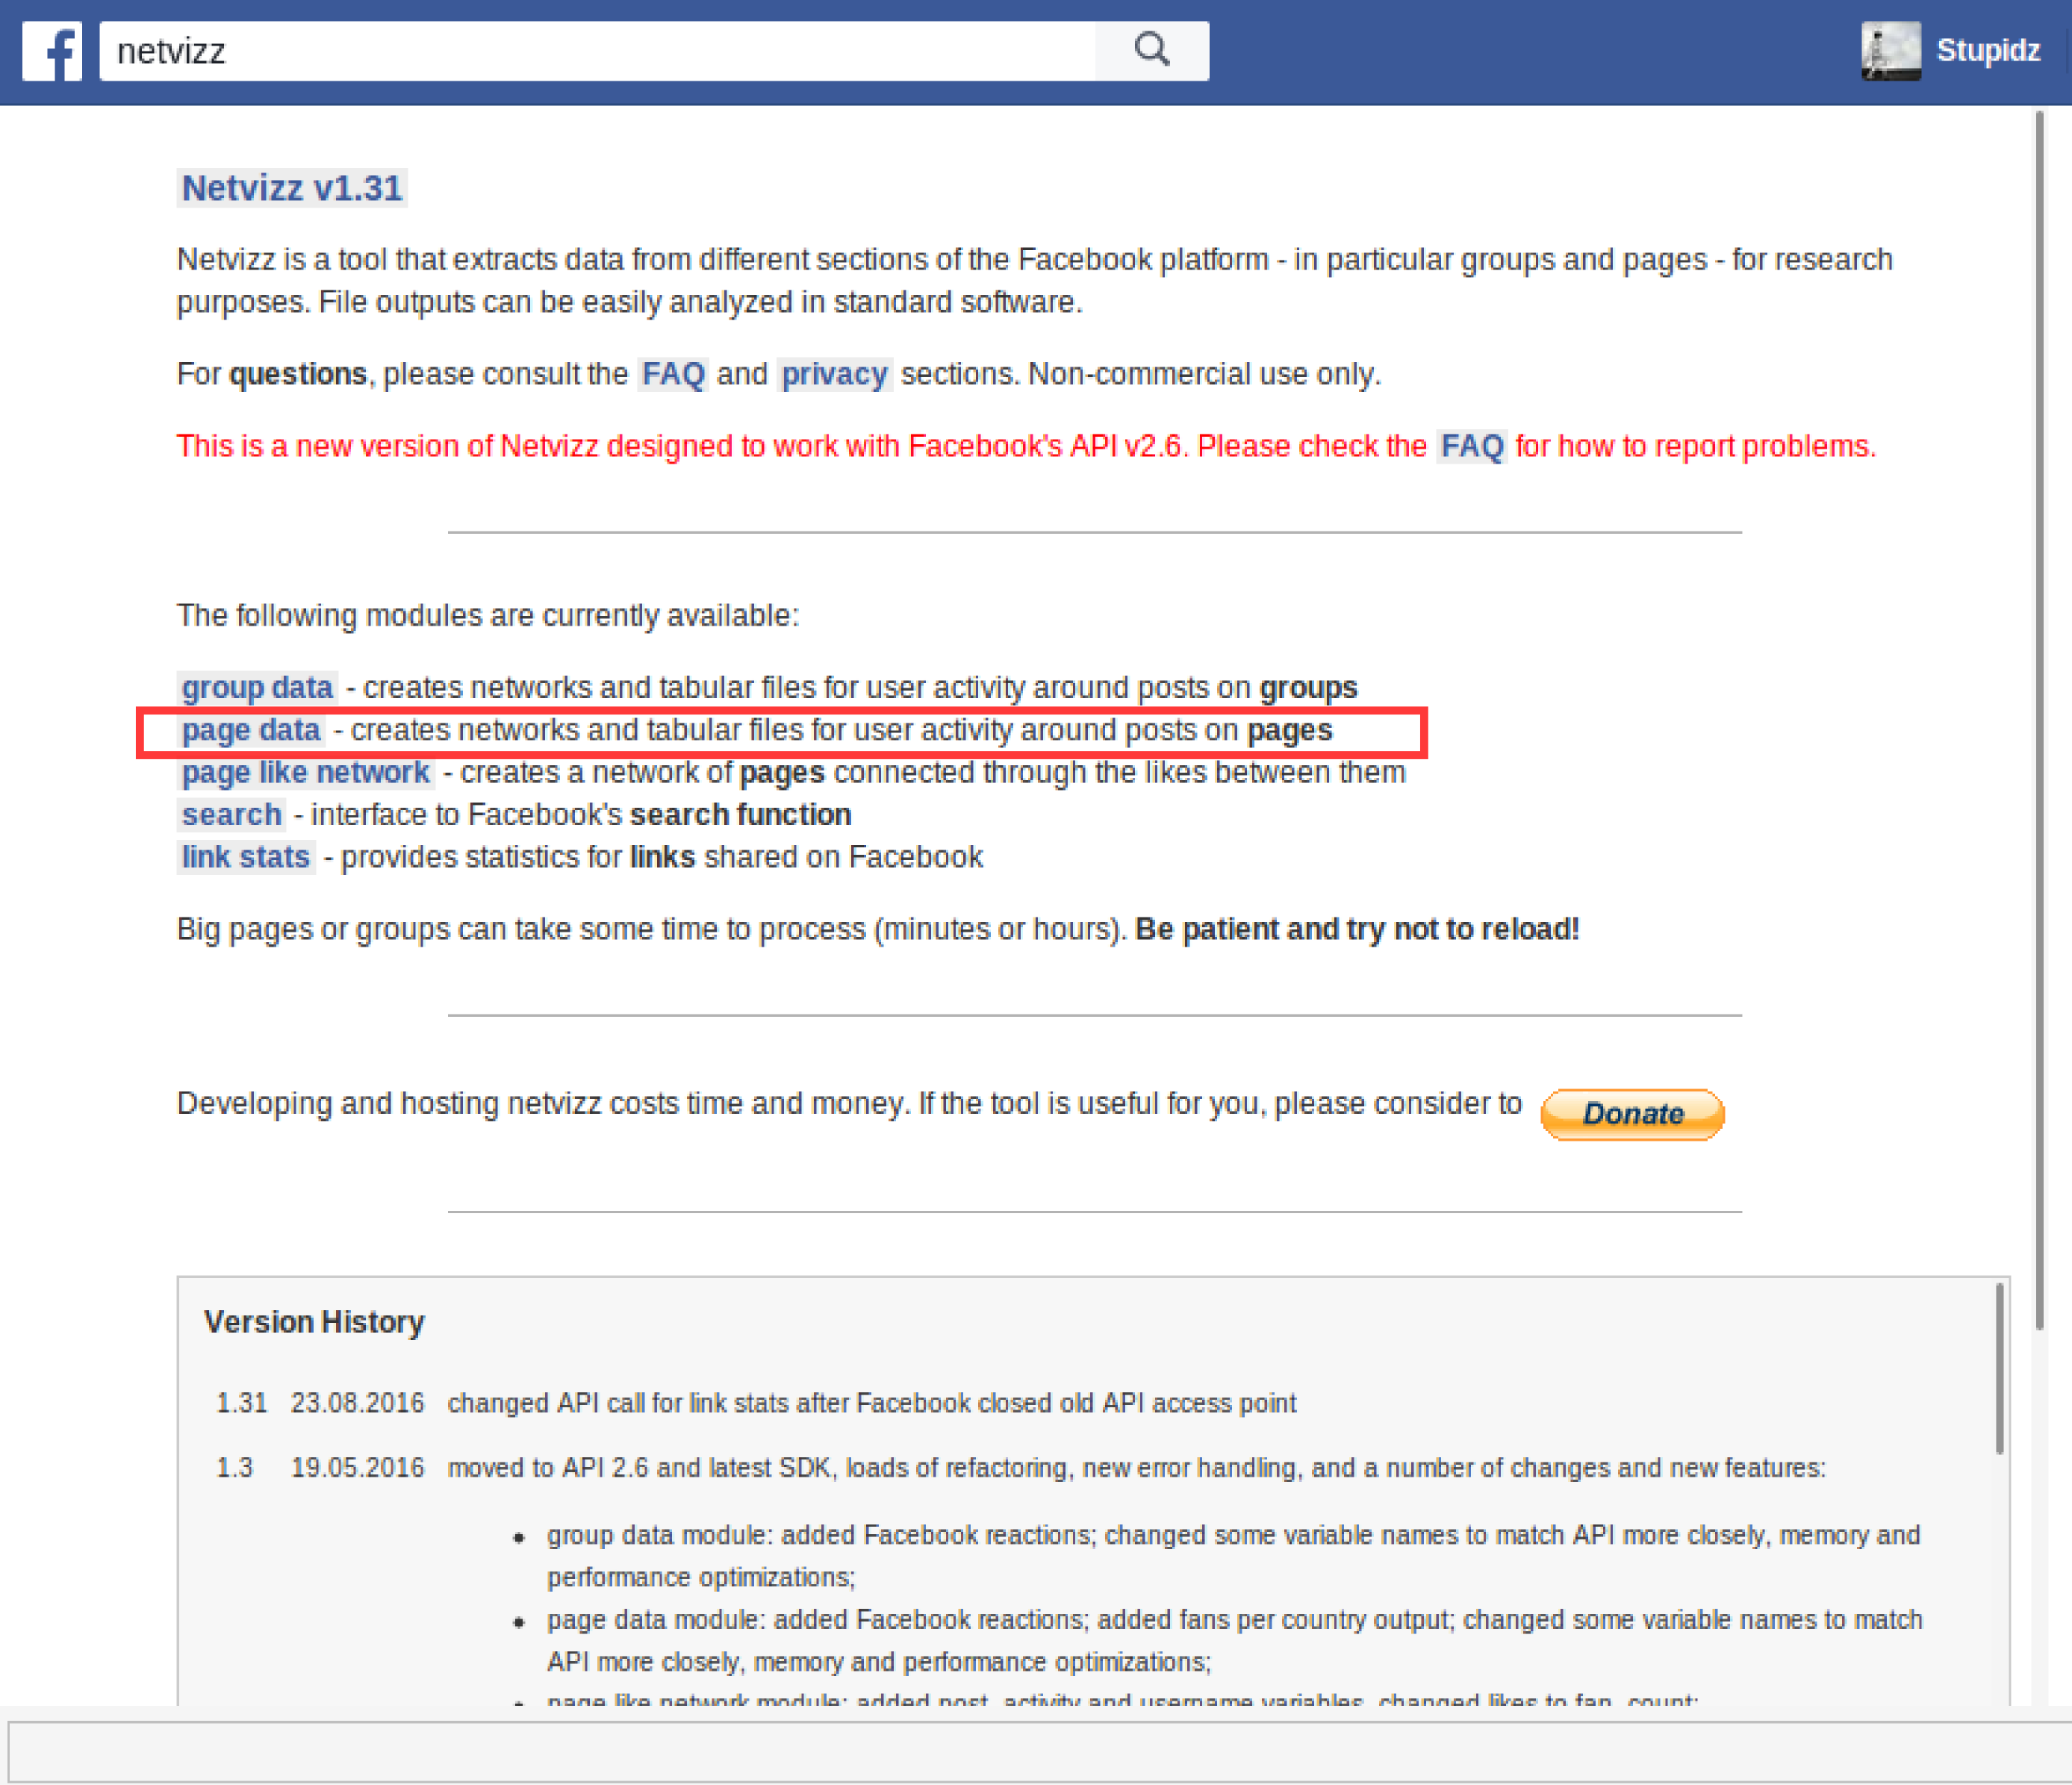 f
netvizz
Stupidz
Netvizz v1.31
Netvizz is a tool that extracts data from different sections of the Facebook platform - in particular groups and pages - for research
purposes. File outputs can be easily analyzed in standard software.
For questions, please consult the FAQ and privacy sections. Non-commercial use only.
This is a new version of Netvizz designed to work with Facebook's API v2.6. Please check the FAQ for how to report problems.
The following modules are currently available:
group data - creates networks and tabular files for user activity around posts on groups
page data - creates networks and tabular files for user activity around posts on pages
page like network - creates a network of pages connected through the likes between them
search - interface to Facebook's search function
link stats - provides statistics for links shared on Facebook
Big pages or groups can take some time to process (minutes or hours). Be patient and try not to reload!
Developing and hosting netvizz costs time and money. If the tool is useful for you, please consider to Donate
Version History
1.31 23.08.2016 changed API call for link stats after Facebook closed old API access point
1.3 19.05.2016 moved to API 2.6 and latest SDK, loads of refactoring, new error handling, and a number of changes and new features:
• group data module: added Facebook reactions; changed some variable names to match API more closely, memory and
performance optimizations;
• page data module: added Facebook reactions; added fans per country output; changed some variable names to match
API more closely, memory and performance optimizations;
• page like network module: added post_activity and username variables, changed likes to fan_count;